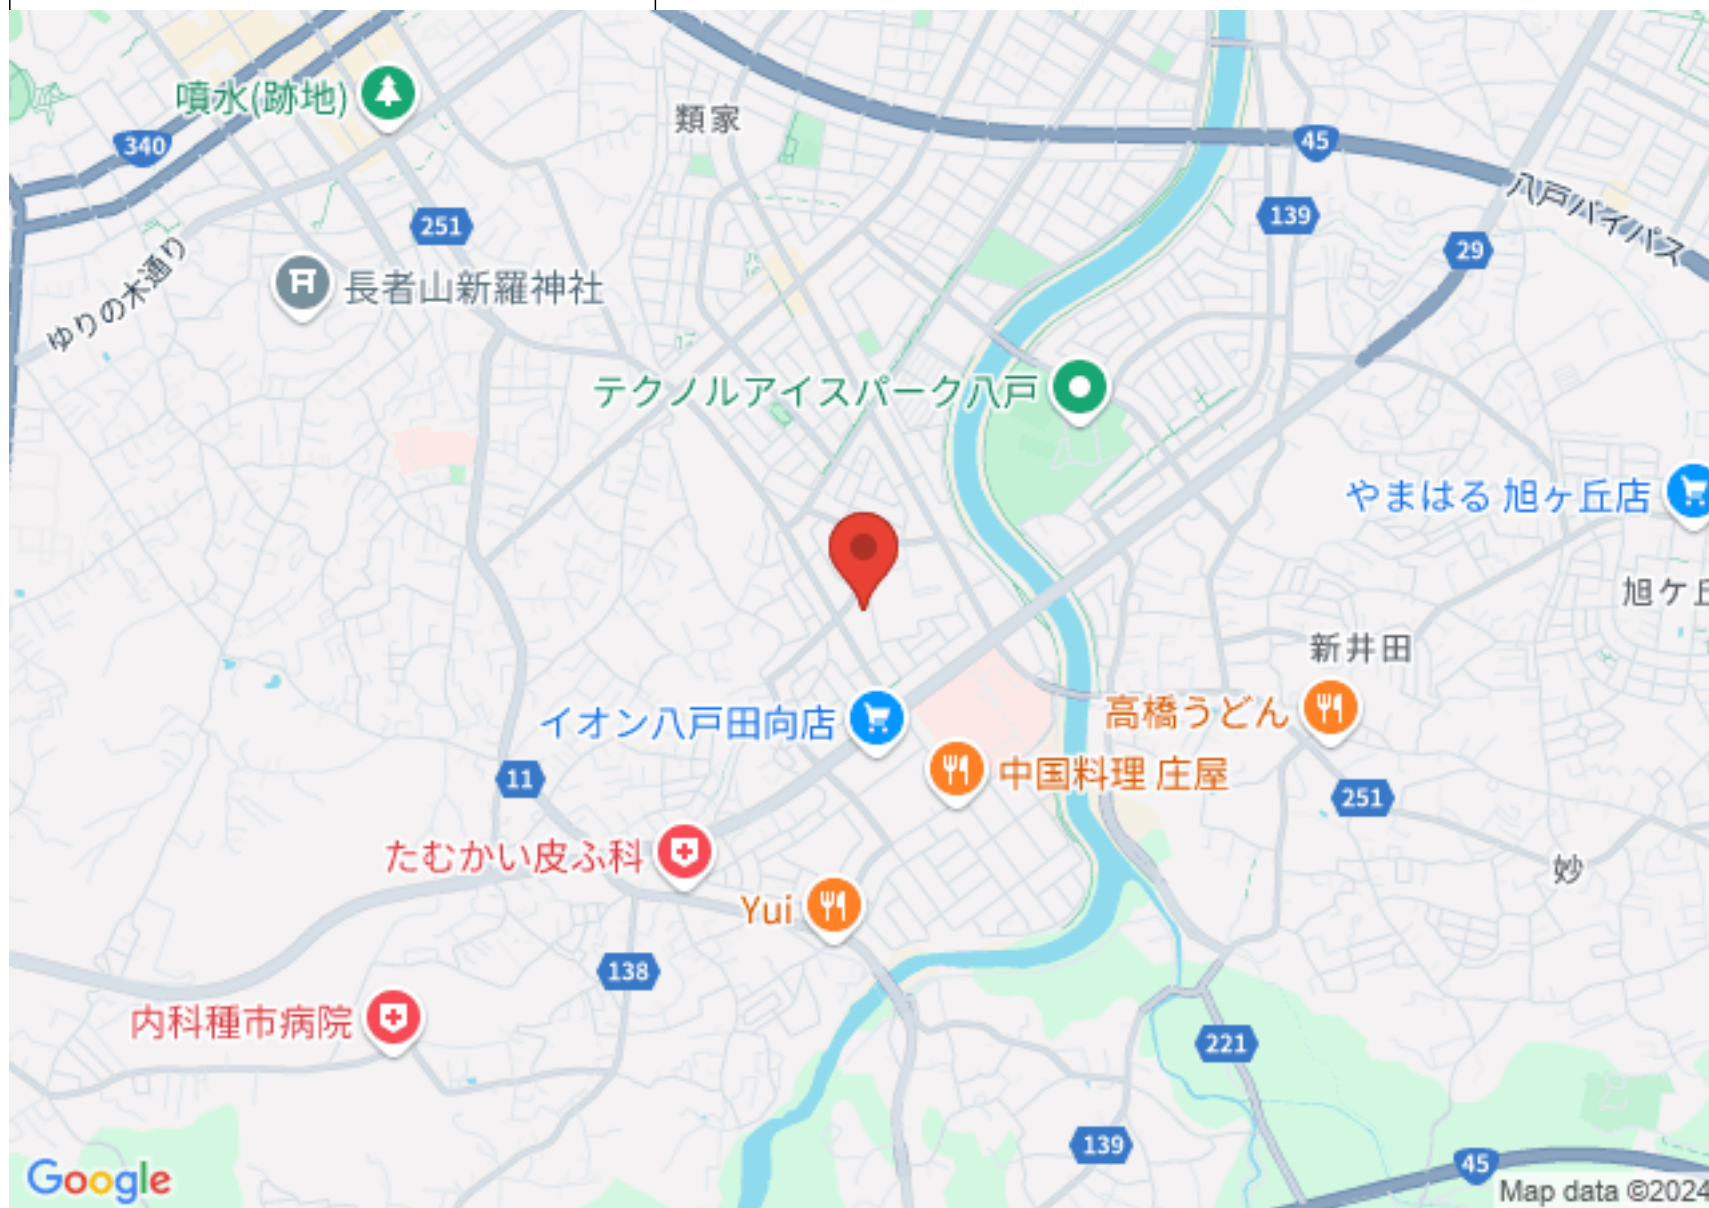 噴水(跡地)
類家
340
45
八戸バイパス
251
139
29
ゆりの木通り
長者山新羅神社
テクノルアイスパーク八戸
やまはる 旭ヶ丘店
旭ケ丘
新井田
高橋うどん
イオン八戸田向店
中国料理 庄屋
11
251
たむかい皮ふ科
妙
Yui
138
内科種市病院
221
139
45
Google
Map data ©2024